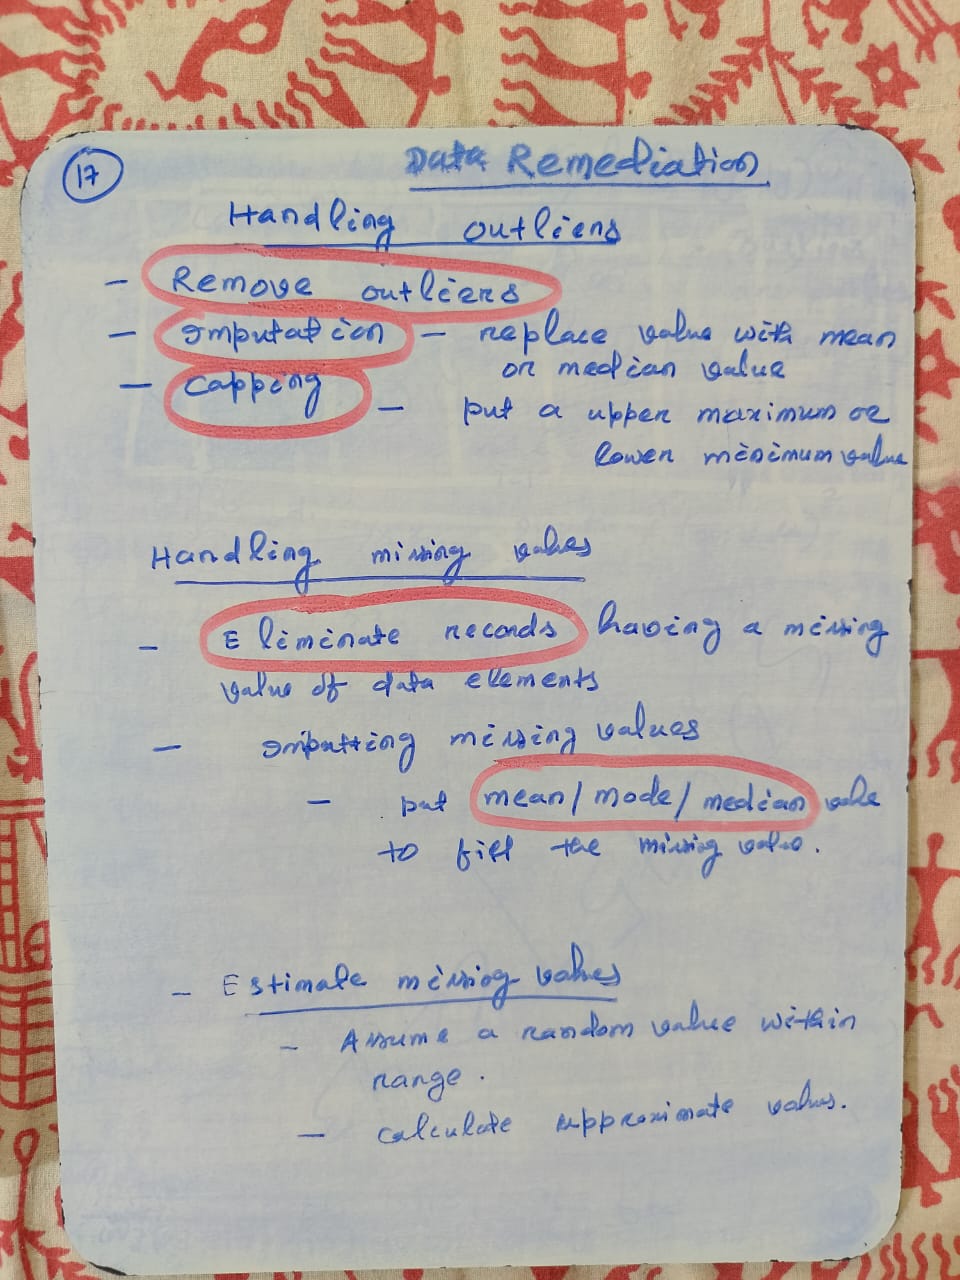 17
Data Remediation
Handling outliers
- Remove outliers
- Imputation - replace value with mean
or median value
- Capping
- put a upper maximum or
lower minimum value
Handling missing values
- Eliminate records having a missing
value of data elements
- Imputting missing values
- put mean/mode/median value
to fill the missing value.
- Estimate missing values
- Assume a random value within
range.
- calculate approximate values.